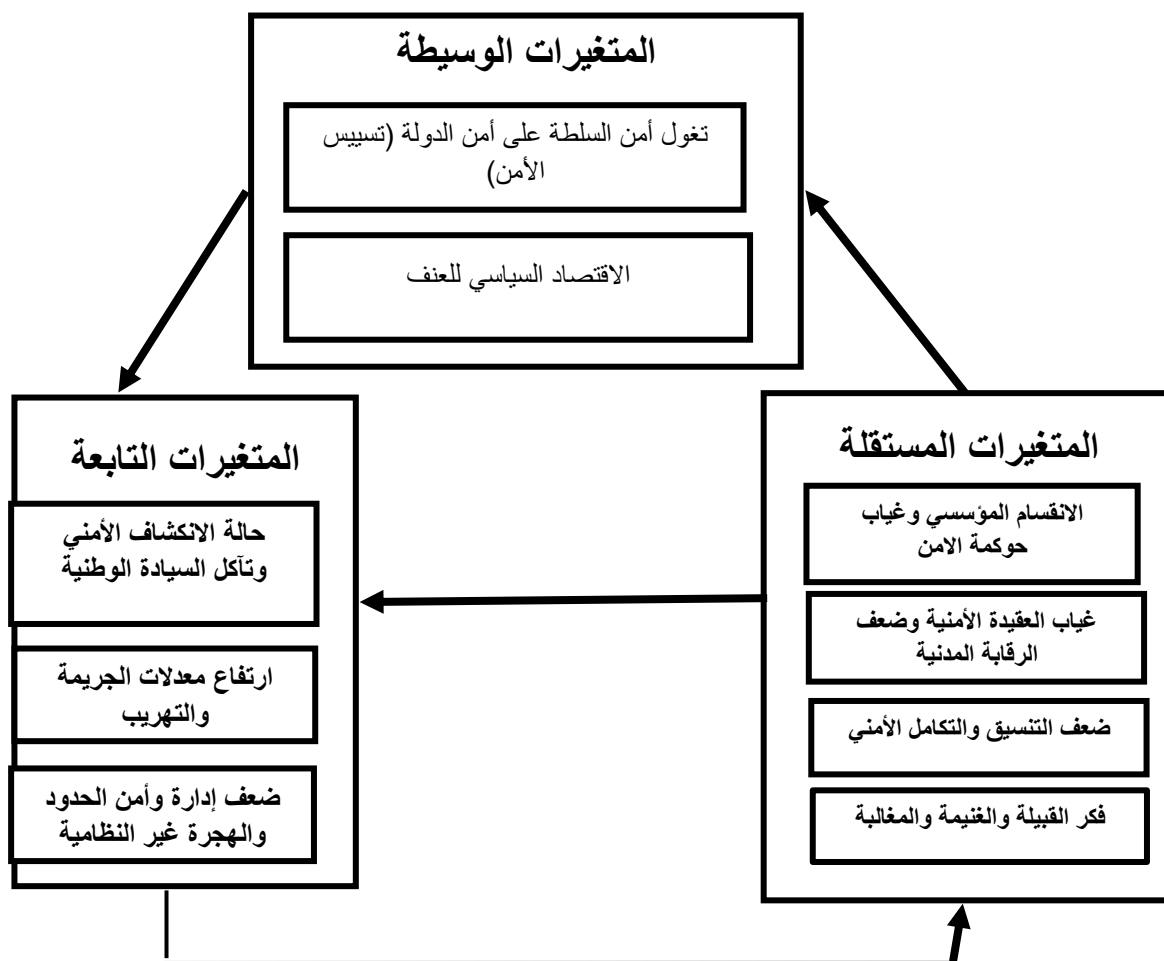 المتغيرات الوسيطة
تغول أمن السلطة على أمن الدولة (تسييس
الأمن)
الاقتصاد السياسي للعنف
المتغيرات المستقلة
الانقسام المؤسسي وغياب
حوكمة الامن
غياب العقيدة الأمنية وضعف
الرقابة المدنية
ضعف التنسيق والتكامل الأمني
فكر القبيلة والغنيمة والمغالبة
المتغيرات التابعة
حالة الانكشاف الأمني
وتآكل السيادة الوطنية
ارتفاع معدلات الجريمة
والتهريب
ضعف إدارة وأمن الحدود
والهجرة غير النظامية